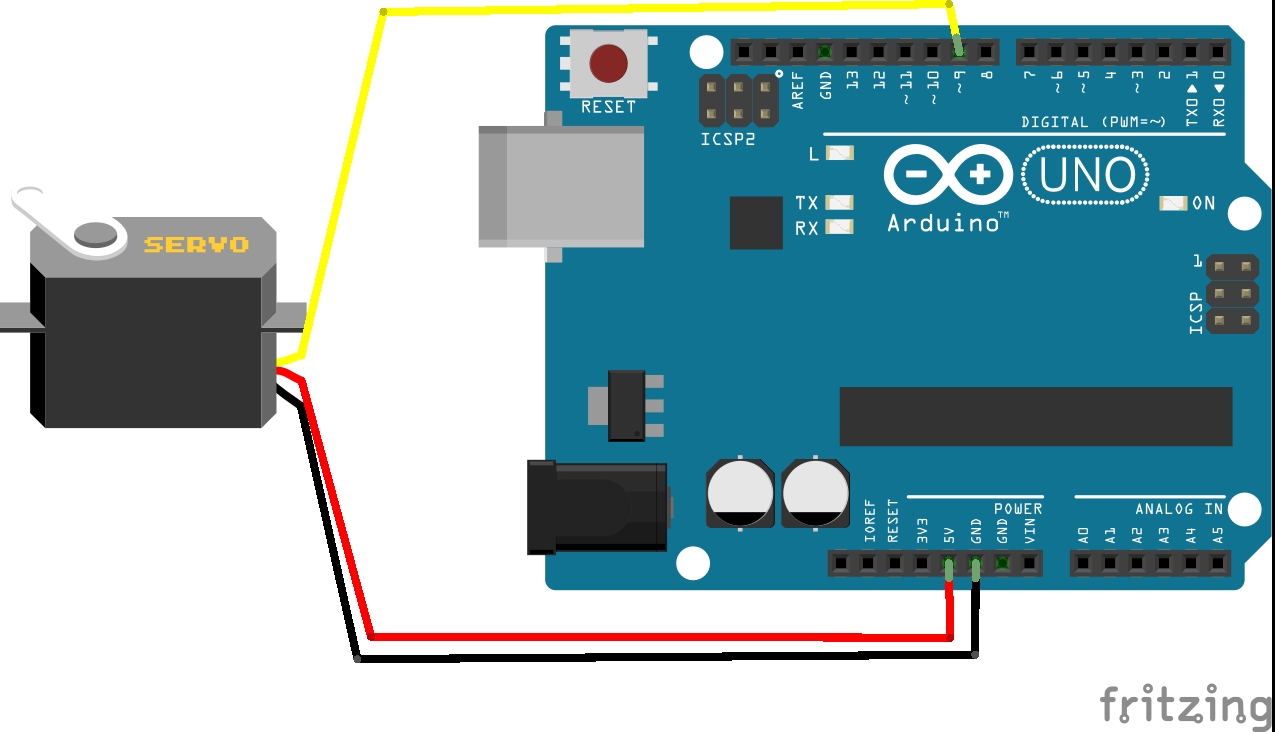 RESET
AREF
GND
13
12
~11
~10
~9
8
7
~6
~5
4
~3
2
TX0▶1
RX0◀0
DIGITAL (PWM=~)
ICSP2
L
TX
RX
Arduino™
UNO
ON
SERVO
1
ICSP
POWER
ANALOG IN
IOREF
RESET
3V3
5V
GND
GND
VIN
A0
A1
A2
A3
A4
A5
fritzing